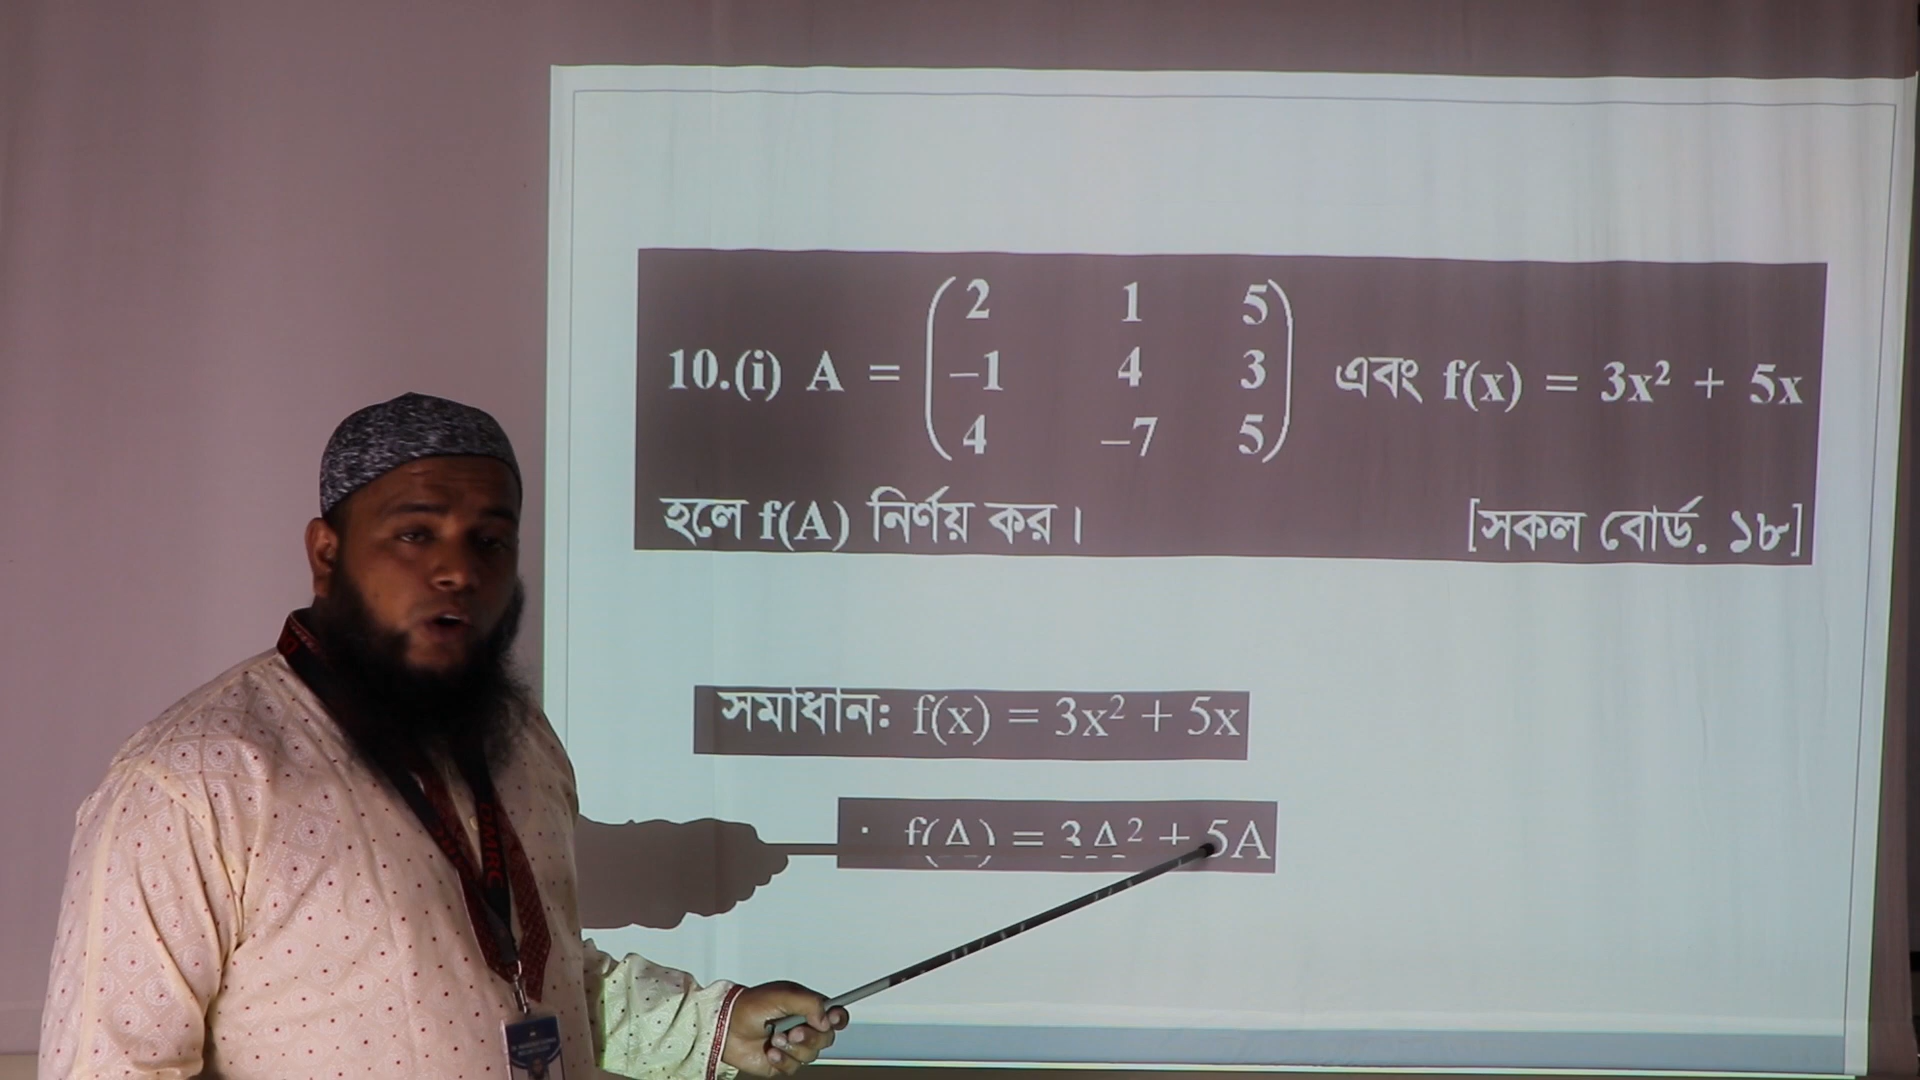 10.(i) A = (2 1 5
−1 4 3
4 −7 5) এবং f(x) = 3x² + 5x
হলে f(A) নির্ণয় কর। [সকল বোর্ড. ১৮]
সমাধানঃ f(x) = 3x² + 5x
f(A) = 3A² + 5A